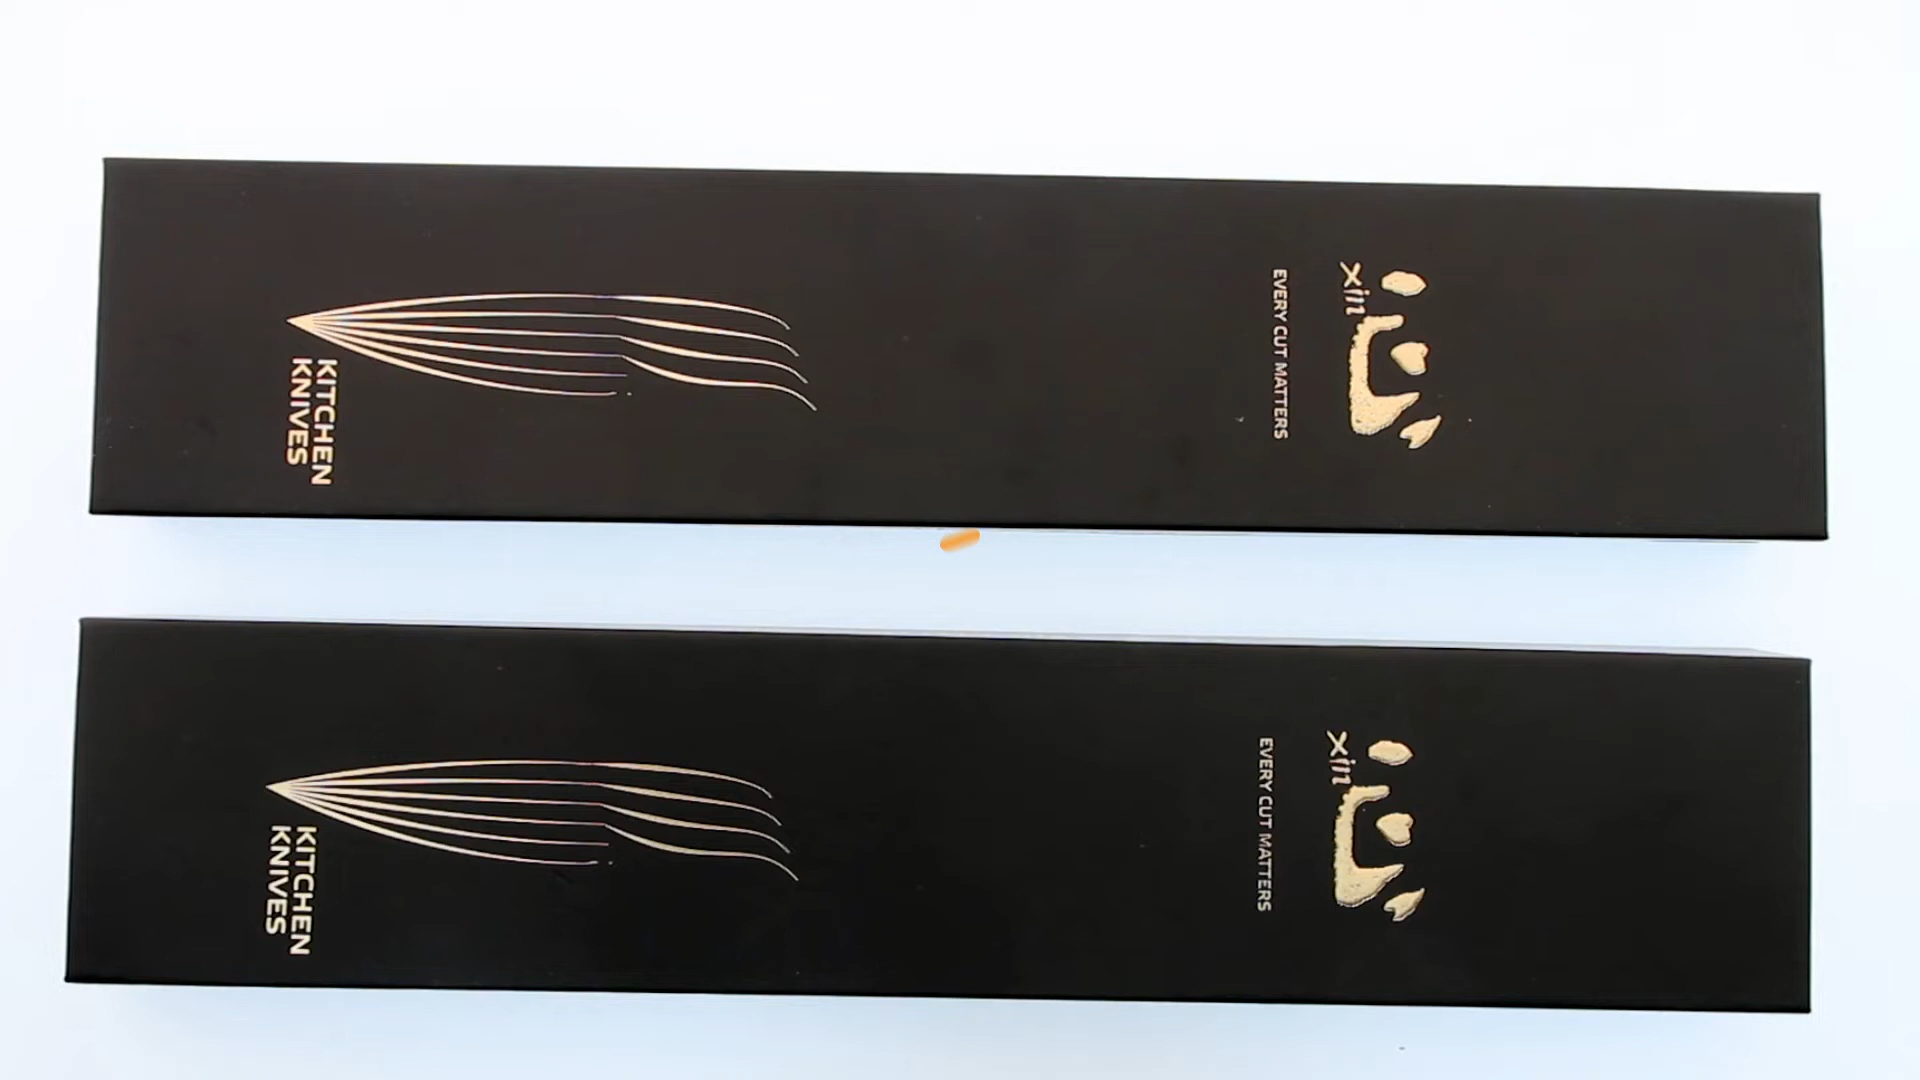 心
xin
EVERY CUT MATTERS
KITCHEN
KNIVES
心
xin
EVERY CUT MATTERS
KITCHEN
KNIVES